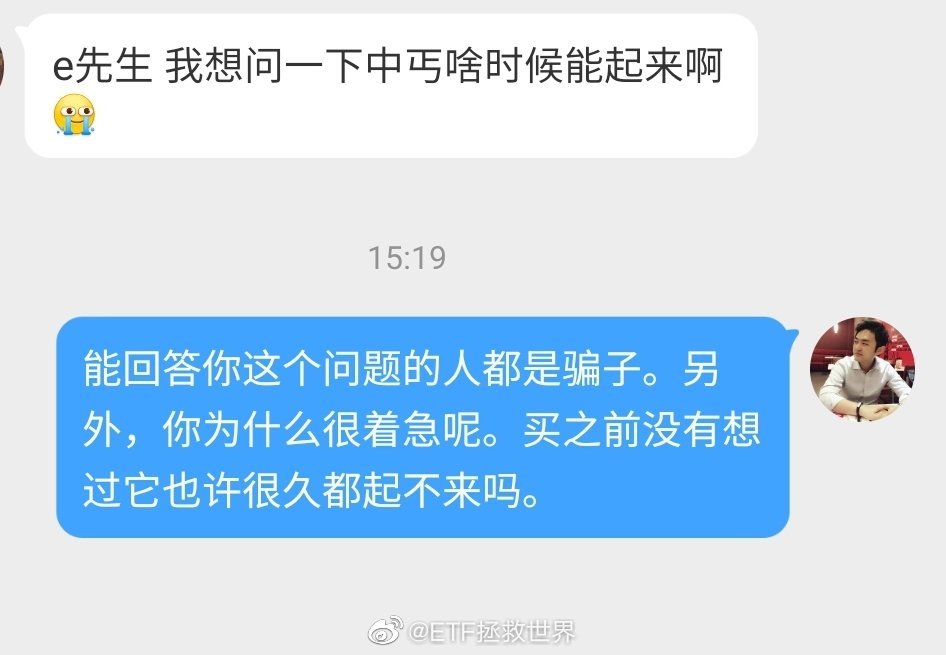 e先生 我想问一下中丐啥时候能起来啊
15:19
能回答你这个问题的人都是骗子。另
外，你为什么很着急呢。买之前没有想
过它也许很久都起不来吗。
@ETF拯救世界